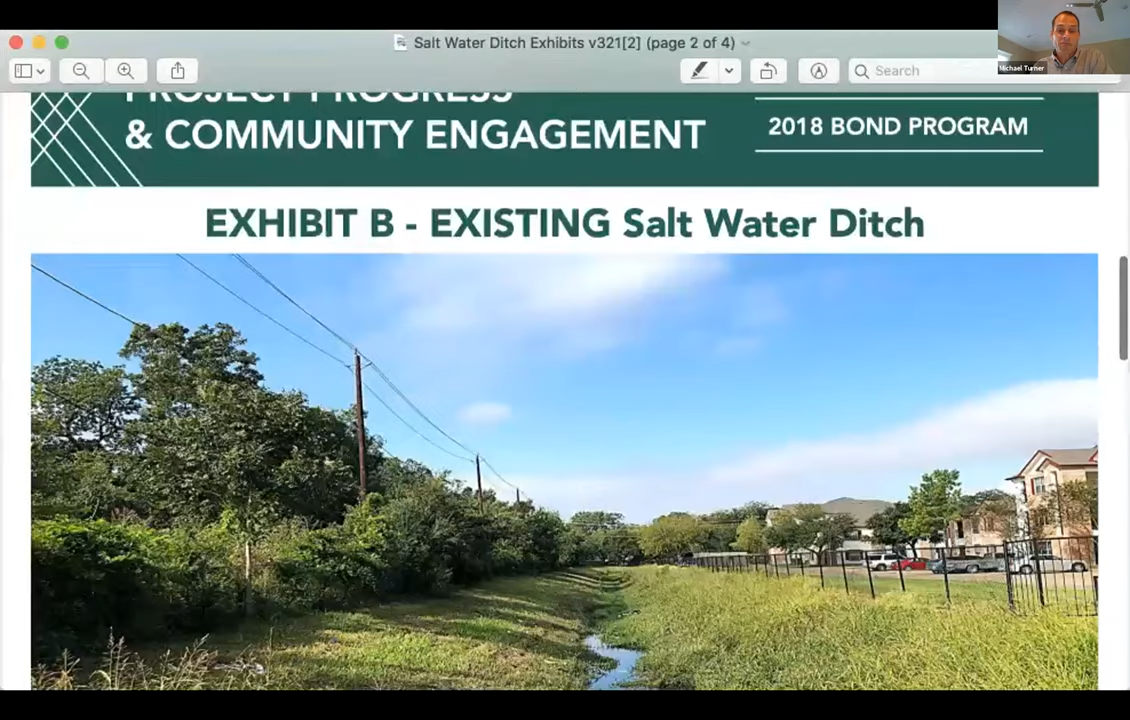 Salt Water Ditch Exhibits v321[2] (page 2 of 4)
Search
Michael Turner
PROJECT PROGRESS
& COMMUNITY ENGAGEMENT
2018 BOND PROGRAM
EXHIBIT B - EXISTING Salt Water Ditch